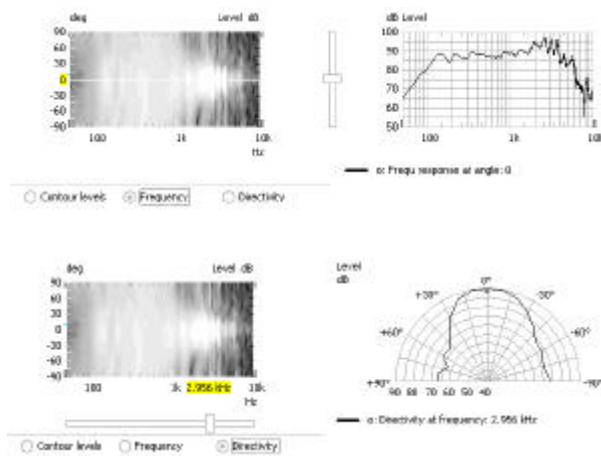 deg Level dB
90
60
30
0
-30
-60
-90
100 1k 10k
Hz
Contour levels Frequency Directivity
dB Level
100
90
80
70
60
50
100 1k 10k
α: Frequ response at angle: 0
deg Level dB
90
60
30
0
-30
-60
-90
100 1k 2.956 kHz 10k
Hz
Contour levels Frequency Directivity
Level
dB
0°
+30° -30°
+60° -60°
+90° -90°
90 80 70 60 50 -40
α: Directivity at frequency: 2.956 kHz